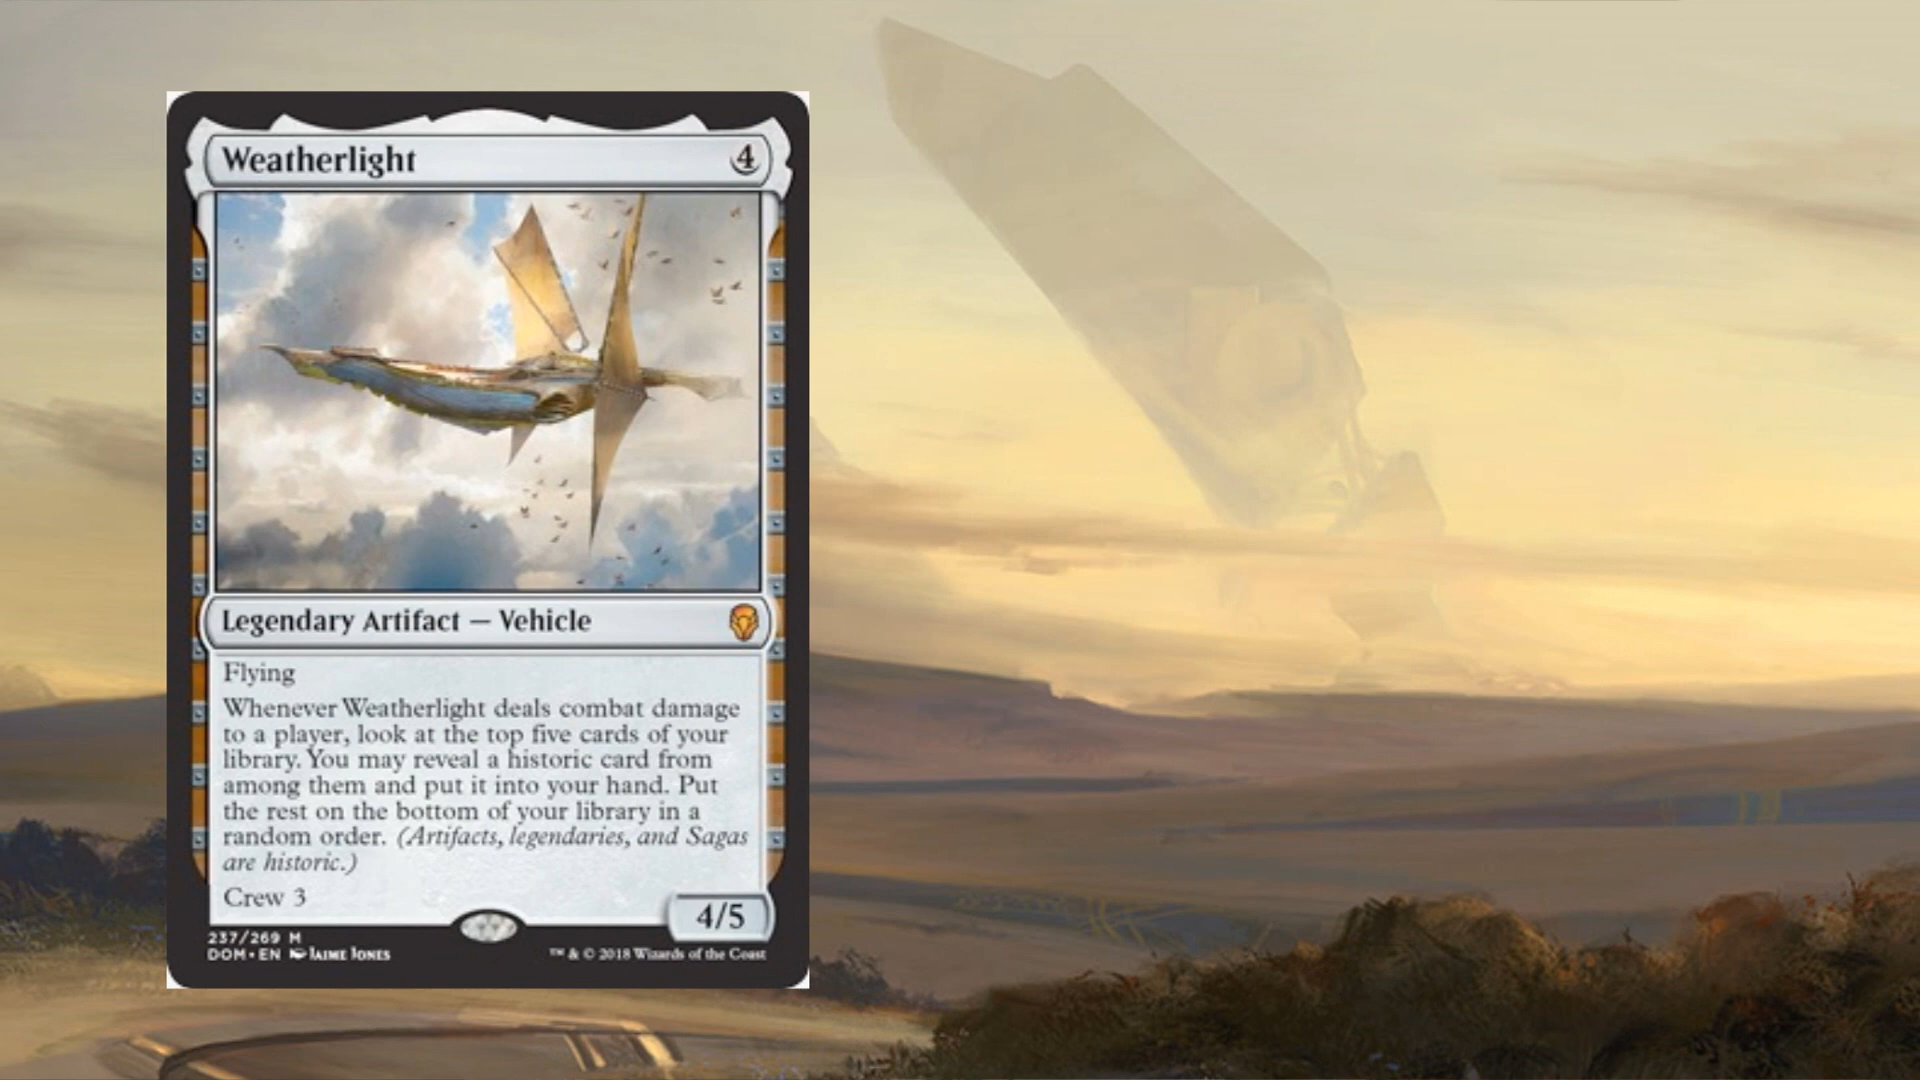 Weatherlight 4
Legendary Artifact — Vehicle
Flying
Whenever Weatherlight deals combat damage
to a player, look at the top five cards of your
library. You may reveal a historic card from
among them and put it into your hand. Put
the rest on the bottom of your library in a
random order. (Artifacts, legendaries, and Sagas
are historic.)
Crew 3
4/5
237/269 M
DOM • EN JAIME JONES
™ & © 2018 Wizards of the Coast